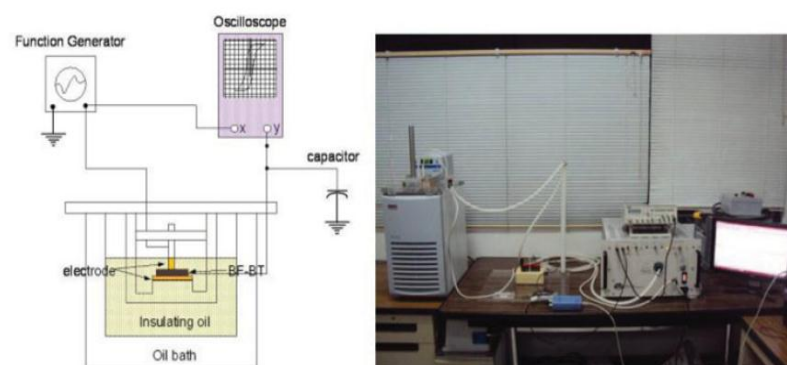 Oscilloscope
Function Generator
x
y
capacitor
electrode
BF-BT
Insulating oil
Oil bath